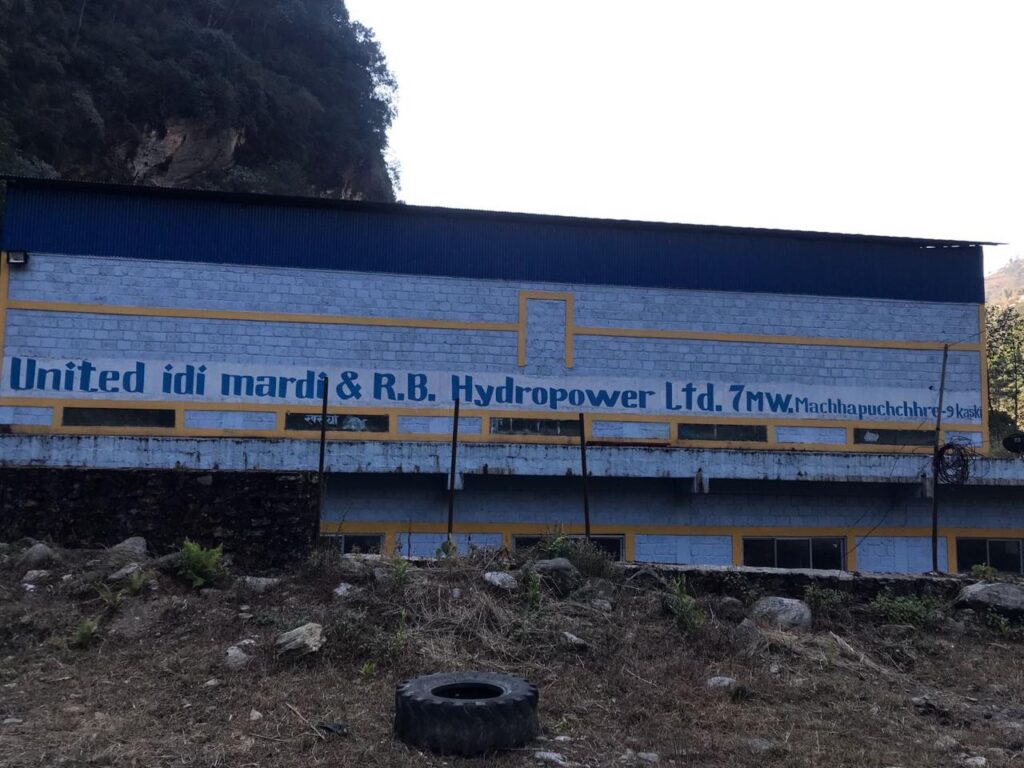 United idi mardi & R.B. Hydropower Ltd. 7MW. Machhapuchchhre-9 kaski